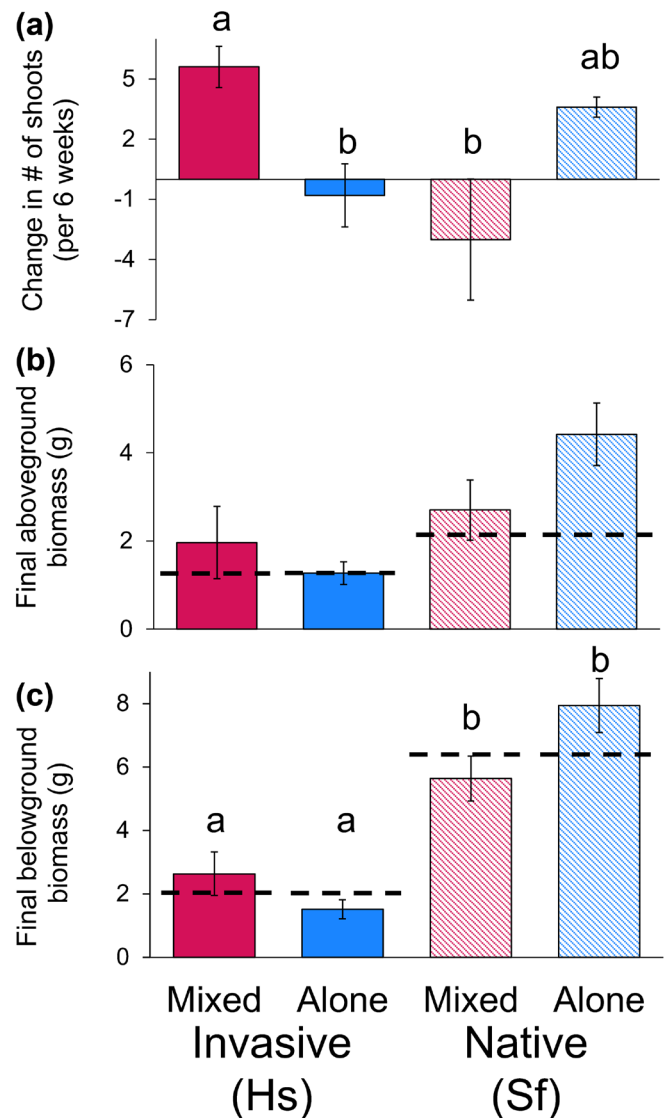 (a)
Change in # of shoots
(per 6 weeks)
5
2
-1
-4
-7
a
b
b
ab
(b)
Final aboveground
biomass (g)
6
4
2
0
(c)
Final belowground
biomass (g)
8
6
4
2
0
a
a
b
b
Mixed Alone Mixed Alone
Invasive Native
(Hs) (Sf)